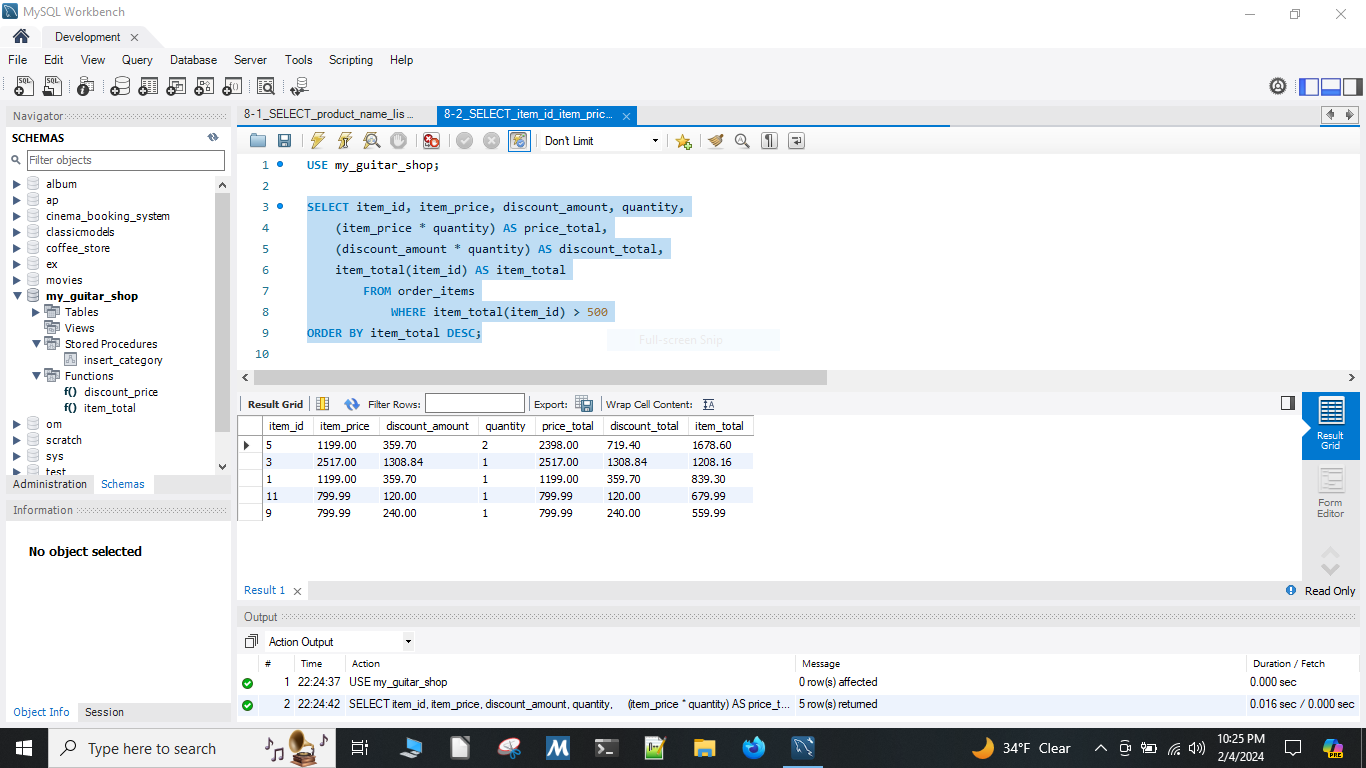 MySQL Workbench
Development
File Edit View Query Database Server Tools Scripting Help
Navigator
SCHEMAS
Filter objects
album
ap
cinema_booking_system
classicmodels
coffee_store
ex
movies
my_guitar_shop
Tables
Views
Stored Procedures
insert_category
Functions
f() discount_price
f() item_total
om
scratch
sys
test
Administration Schemas
Information
No object selected
Object Info Session
8-1_SELECT_product_name_lis... 8-2_SELECT_item_id_item_pric...
Don't Limit
1 USE my_guitar_shop;
2
3 SELECT item_id, item_price, discount_amount, quantity,
4 (item_price * quantity) AS price_total,
5 (discount_amount * quantity) AS discount_total,
6 item_total(item_id) AS item_total
7 FROM order_items
8 WHERE item_total(item_id) > 500
9 ORDER BY item_total DESC;
10
Full-screen Snip
Result Grid Filter Rows: Export: Wrap Cell Content:
item_id item_price discount_amount quantity price_total discount_total item_total
5 1199.00 359.70 2 2398.00 719.40 1678.60
3 2517.00 1308.84 1 2517.00 1308.84 1208.16
1 1199.00 359.70 1 1199.00 359.70 839.30
11 799.99 120.00 1 799.99 120.00 679.99
9 799.99 240.00 1 799.99 240.00 559.99
Result Grid
Form Editor
Result 1
Read Only
Output
Action Output
# Time Action Message Duration / Fetch
1 22:24:37 USE my_guitar_shop 0 row(s) affected 0.000 sec
2 22:24:42 SELECT item_id, item_price, discount_amount, quantity, (item_price * quantity) AS price_t... 5 row(s) returned 0.016 sec / 0.000 sec
Type here to search
34°F Clear
10:25 PM
2/4/2024